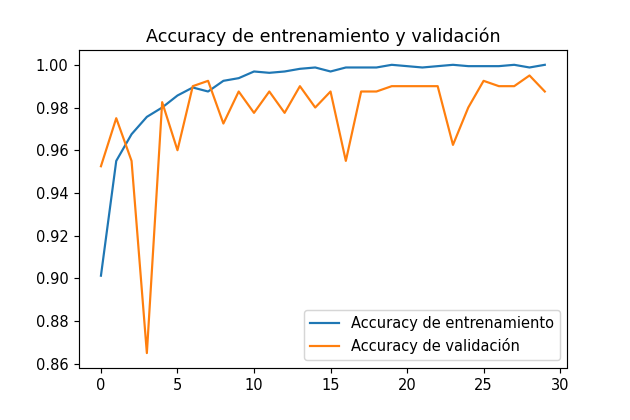 Accuracy de entrenamiento y validación
1.00
0.98
0.96
0.94
0.92
0.90
0.88
0.86
Accuracy de entrenamiento
Accuracy de validación
0 5 10 15 20 25 30